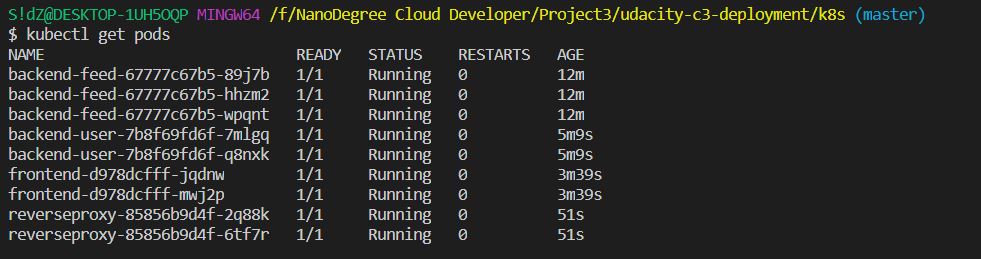 S!dZ@DESKTOP-1UH5OQP MINGW64 /f/NanoDegree Cloud Developer/Project3/udacity-c3-deployment/k8s (master)
$ kubectl get pods
NAME                            READY   STATUS    RESTARTS   AGE
backend-feed-67777c67b5-89j7b   1/1     Running   0          12m
backend-feed-67777c67b5-hhzm2   1/1     Running   0          12m
backend-feed-67777c67b5-wpqnt   1/1     Running   0          12m
backend-user-7b8f69fd6f-7mlgq   1/1     Running   0          5m9s
backend-user-7b8f69fd6f-q8nxk   1/1     Running   0          5m9s
frontend-d978dcfff-jqdnw        1/1     Running   0          3m39s
frontend-d978dcfff-mwj2p        1/1     Running   0          3m39s
reverseproxy-85856b9d4f-2q88k   1/1     Running   0          51s
reverseproxy-85856b9d4f-6tf7r   1/1     Running   0          51s